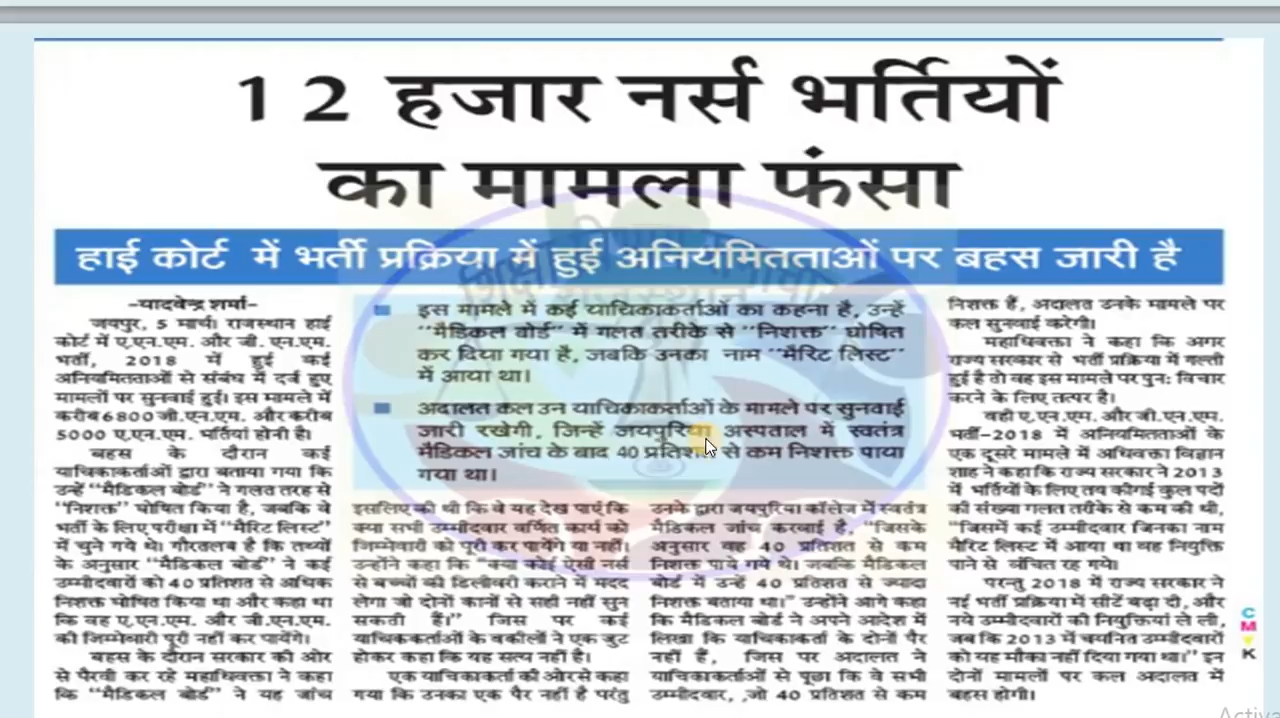 12 हजार नर्स भर्तियों
का मामला फंसा
हाई कोर्ट में भर्ती प्रक्रिया में हुई अनियमितताओं पर बहस जारी है
-यादवेन्द्र शर्मा-
जयपुर, 5 मार्च। राजस्थान हाई
कोर्ट में ए.एन.एम. और जी. एन.एम.
भर्ती, 2018 में हुई कई
अनियमितताओं से संबंध में दर्ज हुए
मामलों पर सुनवाई हुई। इस मामले में
करीब 6800 जी.एन.एम. और करीब
5000 ए.एन.एम. भर्तियां होनी है।
बहस के दौरान कई
याचिकाकर्ताओं द्वारा बताया गया कि
उन्हें "मैडिकल बोर्ड" ने गलत तरह से
"निशक्त" घोषित किया है, जबकि वे
भर्ती के लिए परीक्षा में "मैरिट लिस्ट"
में चुने गये थे। गौरतलब है कि तथ्यों
के अनुसार "मैडिकल बोर्ड" ने कई
उम्मीदवारों को 40 प्रतिशत से अधिक
निशक्त घोषित किया था और कहा था
कि वह ए.एन.एम. और जी.एन.एम.
की जिम्मेवारी पूरी नहीं कर पायेंगे।
बहस के दौरान सरकार की ओर
से पैरवी कर रहे महाधिवक्ता ने कहा
कि "मैडिकल बोर्ड" ने यह जांच
इस मामले में कई याचिकाकर्ताओं का कहना है, उन्हें
"मैडिकल बोर्ड" में गलत तरीके से "निशक्त" घोषित
कर दिया गया है, जबकि उनका नाम "मैरिट लिस्ट"
में आया था।
अदालत कल उन याचिकाकर्ताओं के मामले पर सुनवाई
जारी रखेगी, जिन्हें जयपुरिया अस्पताल में स्वतंत्र
मैडिकल जांच के बाद 40 प्रतिशत से कम निशक्त पाया
गया था।
इसलिए की थी कि वे यह देख पाएं कि
क्या सभी उम्मीदवार वर्णित कार्य को
जिम्मेवारी को पूरी कर पायेंगे या नहीं।
उन्होंने कहा कि "क्या कोई ऐसी नर्स
से बच्चों की डिलीवरी कराने में मदद
लेगा जो दोनों कानों से सही नहीं सुन
सकती हैं।" जिस पर कई
याचिककर्ताओं के वकीलों ने एक जुट
होकर कहा कि यह सत्य नहीं है।
एक याचिकाकर्ता की ओर से कहा
गया कि उनका एक पैर नहीं है परंतु
उनके द्वारा जयपुरिया कॉलेज में स्वतंत्र
मैडिकल जांच करवाई है, "जिसके
अनुसार वह 40 प्रतिशत से कम
निशक्त पाये गये थे। जबकि मैडिकल
बोर्ड में उन्हें 40 प्रतिशत से ज्यादा
निशक्त बताया था।" उन्होंने आगे कहा
कि मैडिकल बोर्ड ने अपने आदेश में
लिखा कि याचिकाकर्ता के दोनों पैर
नहीं हैं, जिस पर अदालत ने
याचिकाकर्ताओं से पूछा कि वे सभी
उम्मीदवार, ,जो 40 प्रतिशत से कम
निशक्त हैं, अदालत उनके मामले पर
कल सुनवाई करेगी।
महाधिवक्ता ने कहा कि अगर
राज्य सरकार से भर्ती प्रक्रिया में गल्ती
हुई है तो वह इस मामले पर पुन: विचार
करने के लिए तत्पर है।
वही ए.एन.एम. और जी.एन.एम.
भर्ती-2018 में अनियमितताओं के
एक दूसरे मामले में अधिवक्ता विज्ञान
शाह ने कहा कि राज्य सरकार ने 2013
में भर्तियों के लिए तय की गई कुल पदों
की संख्या गलत तरीके से कम की थी,
"जिसमें कई उम्मीदवार जिनका नाम
मैरिट लिस्ट में आया था वह नियुक्ति
पाने से वंचित रह गये।
परन्तु 2018 में राज्य सरकार ने
नई भर्ती प्रक्रिया में सीटें बढ़ा दी, और
नये उम्मीदवारों की नियुक्तियां ले ली,
जब कि 2013 में चयनित उम्मीदवारों
को यह मौका नहीं दिया गया था।" इन
दोनों मामलों पर कल अदालत में
बहस होगी।
C
M
Y
K